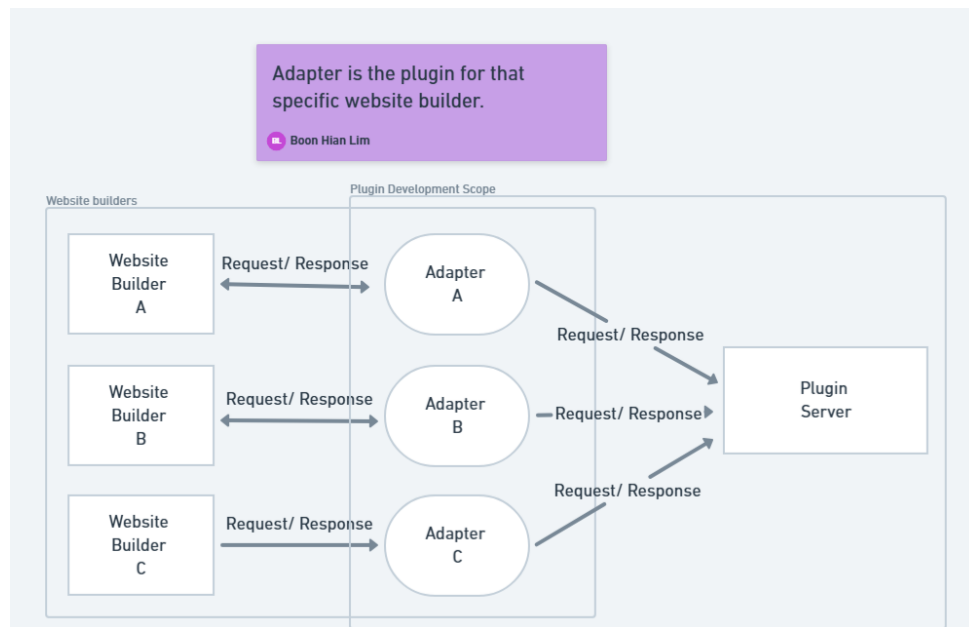 Adapter is the plugin for that
specific website builder.
BL
Boon Hian Lim
Plugin Development Scope
Website builders
Website
Builder
A
Request/ Response
Adapter
A
Request/ Response
Website
Builder
B
Request/ Response
Adapter
B
Request/ Response
Plugin
Server
Website
Builder
C
Request/ Response
Adapter
C
Request/ Response